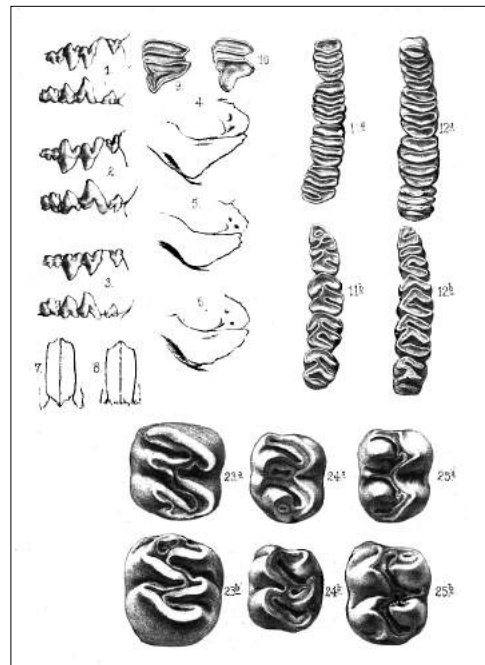 1.
2.
3.
4.
5.
6.
7.
8.
9.
10.
11ª
12ª
11ᵇ
12ᵇ
23ª
24ª
25ª
23ᵇ
24ᵇ
25ᵇ